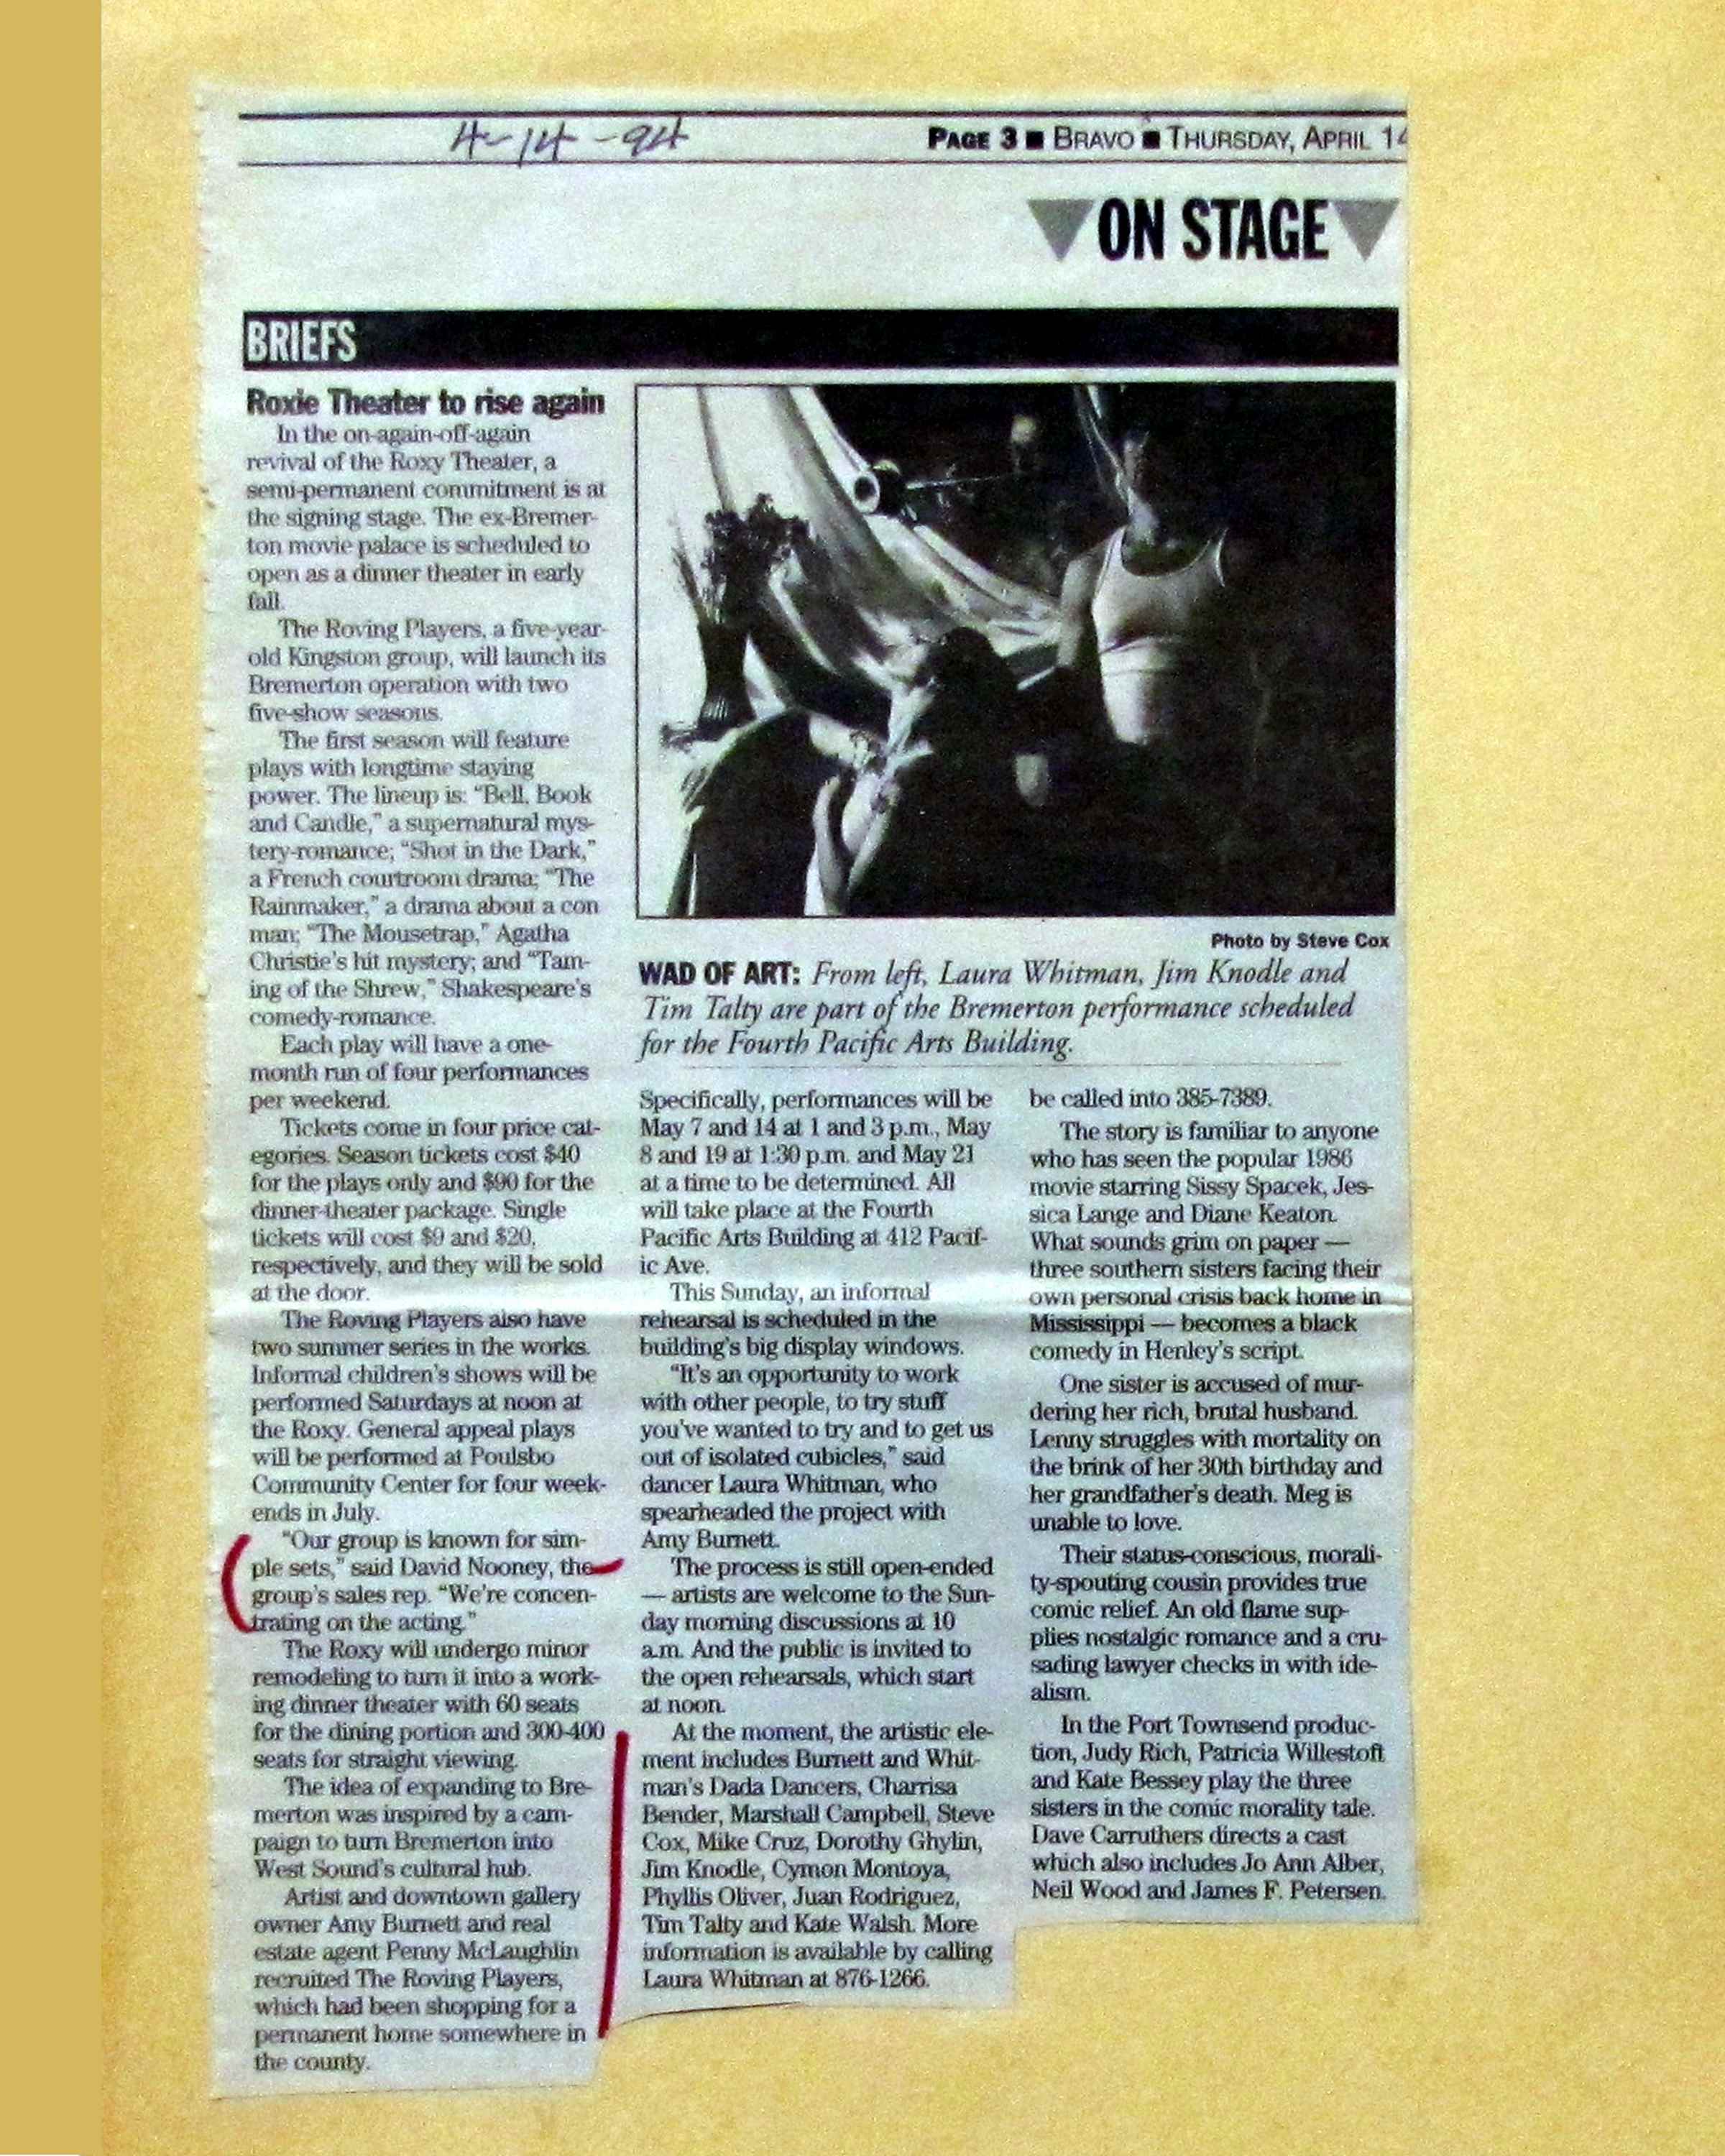 4-14-94
PAGE 3 ■ BRAVO ■ THURSDAY, APRIL 14
ON STAGE
BRIEFS
Roxie Theater to rise again
In the on-again-off-again
revival of the Roxy Theater, a
semi-permanent commitment is at
the signing stage. The ex-Bremer-
ton movie palace is scheduled to
open as a dinner theater in early
fall.
The Roving Players, a five-year-
old Kingston group, will launch its
Bremerton operation with two
five-show seasons.
The first season will feature
plays with longtime staying
power. The lineup is: “Bell, Book
and Candle,” a supernatural mys-
tery-romance; “Shot in the Dark,”
a French courtroom drama; “The
Rainmaker,” a drama about a con
man; “The Mousetrap,” Agatha
Christie's hit mystery; and “Tam-
ing of the Shrew,” Shakespeare's
comedy-romance.
Each play will have a one-
month run of four performances
per weekend.
Tickets come in four price cat-
egories. Season tickets cost $40
for the plays only and $90 for the
dinner-theater package. Single
tickets will cost $9 and $20,
respectively, and they will be sold
at the door.
The Roving Players also have
two summer series in the works.
Informal children's shows will be
performed Saturdays at noon at
the Roxy. General appeal plays
will be performed at Poulsbo
Community Center for four week-
ends in July.
“Our group is known for sim-
ple sets,” said David Nooney, the
group's sales rep. “We're concen-
trating on the acting.”
The Roxy will undergo minor
remodeling to turn it into a work-
ing dinner theater with 60 seats
for the dining portion and 300-400
seats for straight viewing.
The idea of expanding to Bre-
merton was inspired by a cam-
paign to turn Bremerton into
West Sound's cultural hub.
Artist and downtown gallery
owner Amy Burnett and real
estate agent Penny McLaughlin
recruited The Roving Players,
which had been shopping for a
permanent home somewhere in
the county.
Photo by Steve Cox
WAD OF ART: From left, Laura Whitman, Jim Knodle and
Tim Talty are part of the Bremerton performance scheduled
for the Fourth Pacific Arts Building.
Specifically, performances will be
May 7 and 14 at 1 and 3 p.m., May
8 and 19 at 1:30 p.m. and May 21
at a time to be determined. All
will take place at the Fourth
Pacific Arts Building at 412 Pacif-
ic Ave.
This Sunday, an informal
rehearsal is scheduled in the
building's big display windows.
“It's an opportunity to work
with other people, to try stuff
you've wanted to try and to get us
out of isolated cubicles,” said
dancer Laura Whitman, who
spearheaded the project with
Amy Burnett.
The process is still open-ended
— artists are welcome to the Sun-
day morning discussions at 10
a.m. And the public is invited to
the open rehearsals, which start
at noon.
At the moment, the artistic ele-
ment includes Burnett and Whit-
man's Dada Dancers, Charrisa
Bender, Marshall Campbell, Steve
Cox, Mike Cruz, Dorothy Ghylin,
Jim Knodle, Cymon Montoya,
Phyllis Oliver, Juan Rodriguez,
Tim Talty and Kate Walsh. More
information is available by calling
Laura Whitman at 876-1266.
be called into 385-7389.
The story is familiar to anyone
who has seen the popular 1986
movie starring Sissy Spacek, Jes-
sica Lange and Diane Keaton.
What sounds grim on paper —
three southern sisters facing their
own personal crisis back home in
Mississippi — becomes a black
comedy in Henley's script.
One sister is accused of mur-
dering her rich, brutal husband.
Lenny struggles with mortality on
the brink of her 30th birthday and
her grandfather's death. Meg is
unable to love.
Their status-conscious, morali-
ty-spouting cousin provides true
comic relief. An old flame sup-
plies nostalgic romance and a cru-
sading lawyer checks in with ide-
alism.
In the Port Townsend produc-
tion, Judy Rich, Patricia Willestoft
and Kate Bessey play the three
sisters in the comic morality tale.
Dave Carruthers directs a cast
which also includes Jo Ann Alber,
Neil Wood and James F. Petersen.